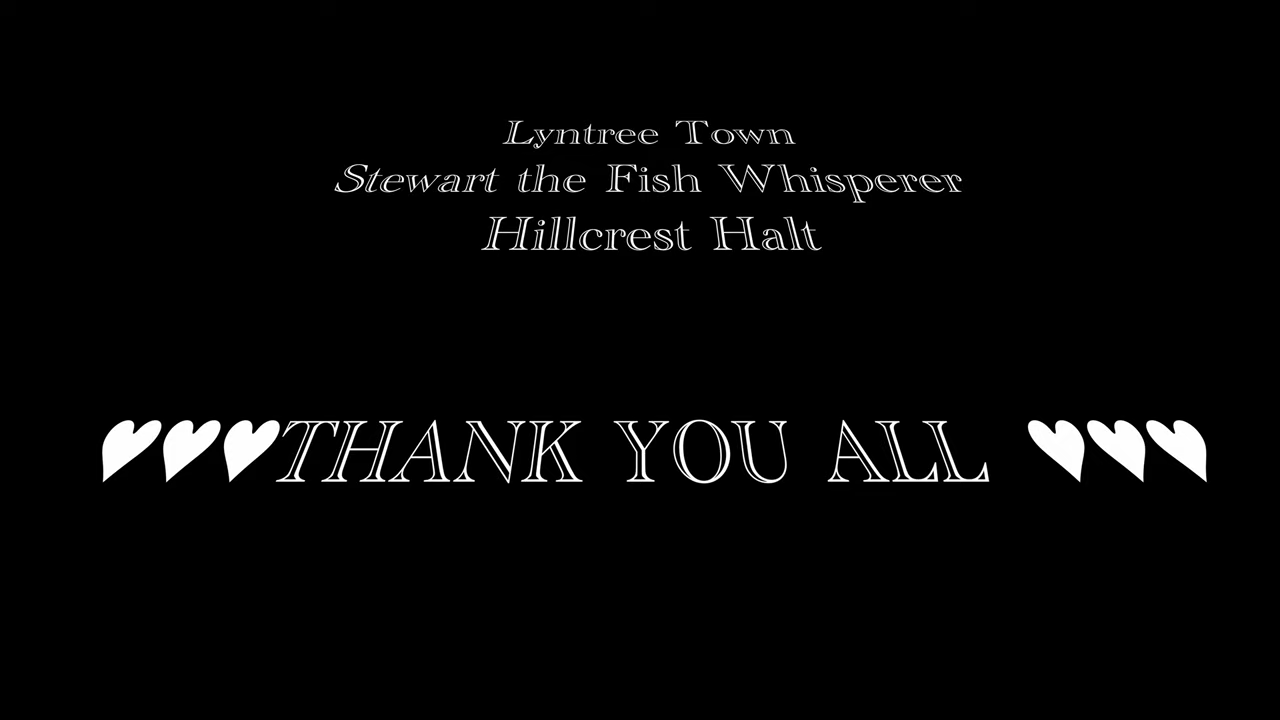 Lyntree Town
Stewart the Fish Whisperer
Hillcrest Halt
♥♥♥THANK YOU ALL ♥♥♥